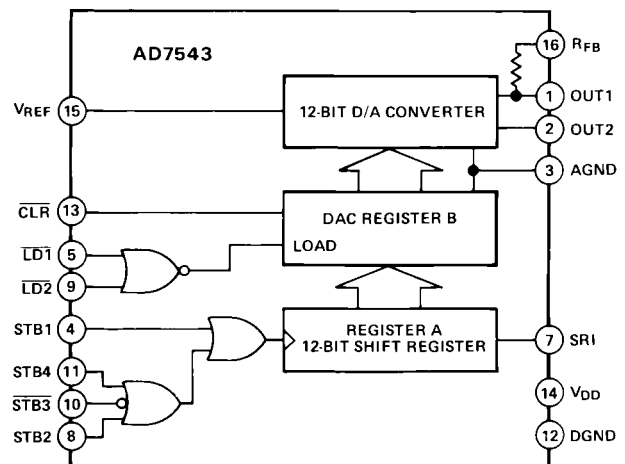 AD7543
16 RFB
VREF 15
12-BIT D/A CONVERTER
1 OUT1
2 OUT2
3 AGND
CLR 13
DAC REGISTER B
LD1 5
LOAD
LD2 9
STB1 4
REGISTER A
12-BIT SHIFT REGISTER
7 SRI
STB4 11
14 VDD
STB3 10
STB2 8
12 DGND